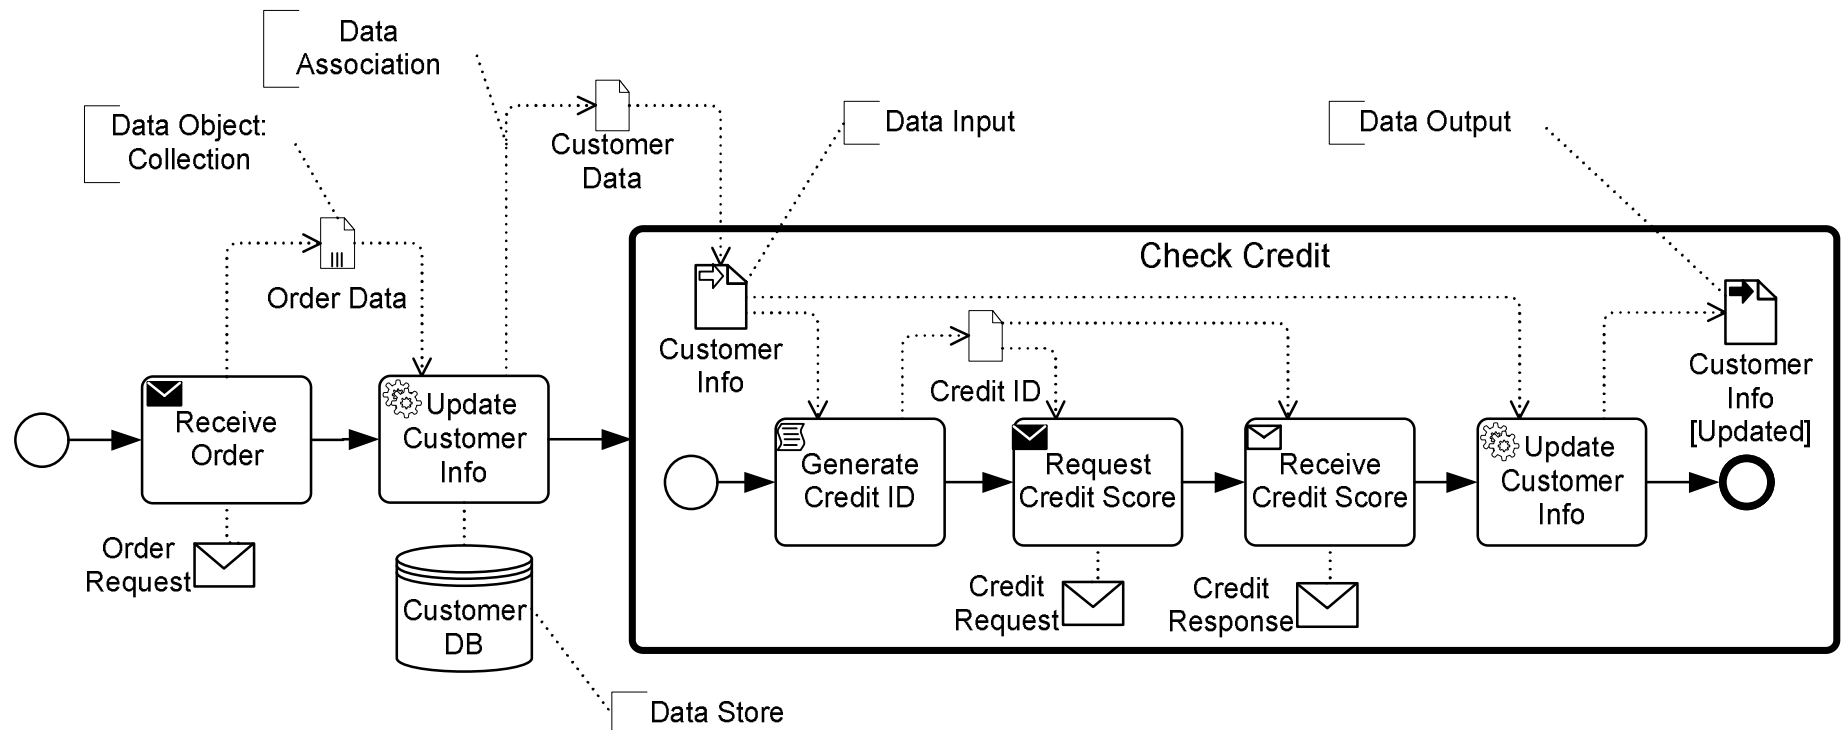 Data
Association
Data Object:
Collection
Customer
Data
Data Input
Data Output
Order Data
Check Credit
Customer
Info
Credit ID
Customer
Info
[Updated]
Receive
Order
Update
Customer
Info
Generate
Credit ID
Request
Credit Score
Receive
Credit Score
Update
Customer
Info
Order
Request
Customer
DB
Credit
Request
Credit
Response
Data Store